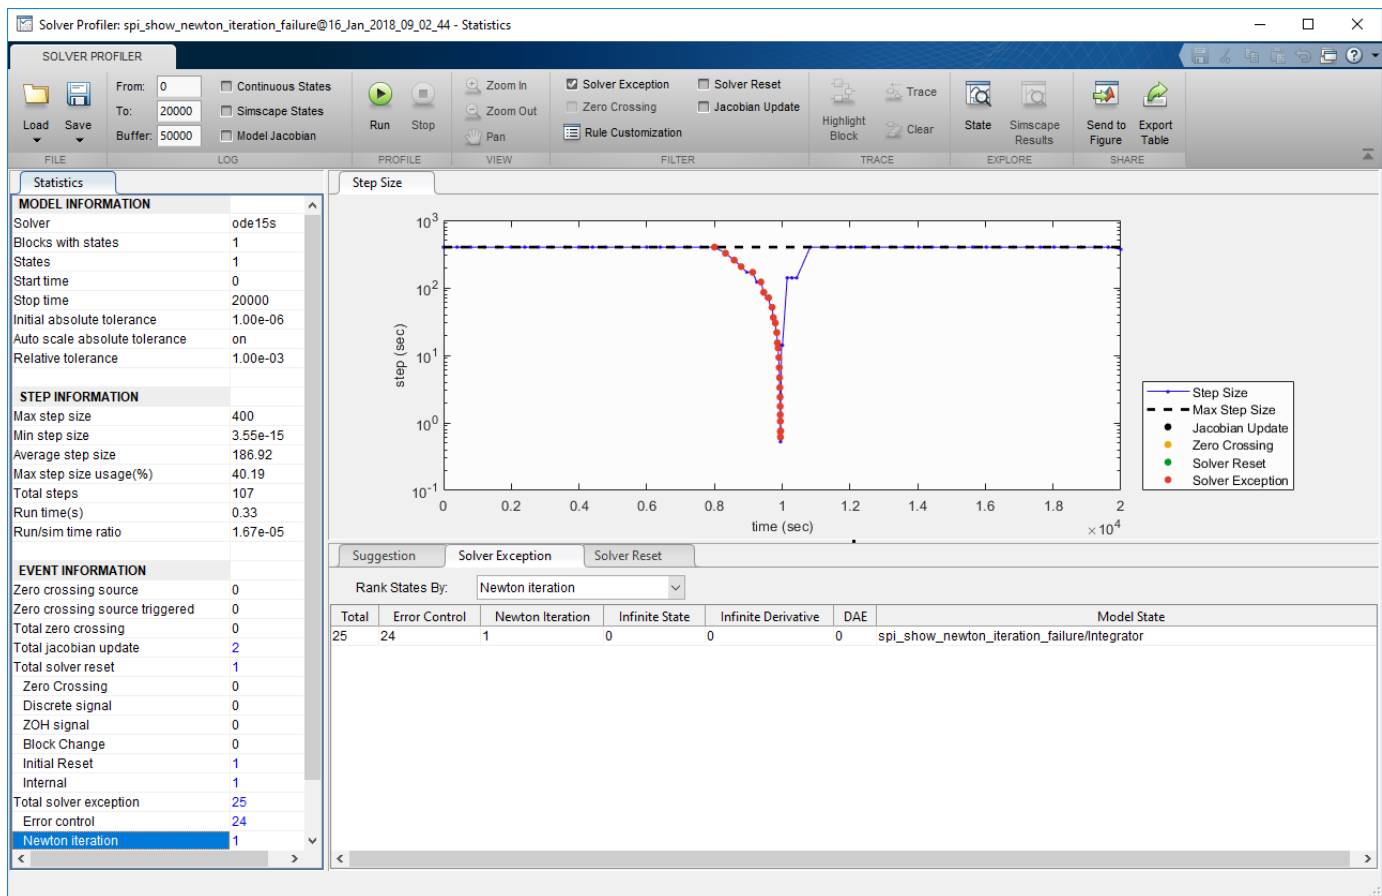 Solver Profiler: spi_show_newton_iteration_failure@16_Jan_2018_09_02_44 - Statistics
SOLVER PROFILER
Load
Save
FILE
From: 0
To: 20000
Buffer: 50000
Continuous States
Simscape States
Model Jacobian
LOG
Run
Stop
PROFILE
Zoom In
Zoom Out
Pan
VIEW
Solver Exception
Solver Reset
Zero Crossing
Jacobian Update
Rule Customization
FILTER
Highlight
Block
Trace
Clear
TRACE
State
Simscape
Results
EXPLORE
Send to
Figure
Export
Table
SHARE
Statistics
MODEL INFORMATION
Solver ode15s
Blocks with states 1
States 1
Start time 0
Stop time 20000
Initial absolute tolerance 1.00e-06
Auto scale absolute tolerance on
Relative tolerance 1.00e-03
STEP INFORMATION
Max step size 400
Min step size 3.55e-15
Average step size 186.92
Max step size usage(%) 40.19
Total steps 107
Run time(s) 0.33
Run/sim time ratio 1.67e-05
EVENT INFORMATION
Zero crossing source 0
Zero crossing source triggered 0
Total zero crossing 0
Total jacobian update 2
Total solver reset 1
Zero Crossing 0
Discrete signal 0
ZOH signal 0
Block Change 0
Initial Reset 1
Internal 1
Total solver exception 25
Error control 24
Newton iteration 1
Step Size
10^3
10^2
10^1
10^0
10^-1
step (sec)
0 0.2 0.4 0.6 0.8 1 1.2 1.4 1.6 1.8 2
time (sec)
×10^4
Step Size
Max Step Size
Jacobian Update
Zero Crossing
Solver Reset
Solver Exception
Suggestion
Solver Exception
Solver Reset
Rank States By: Newton iteration
Total Error Control Newton Iteration Infinite State Infinite Derivative DAE Model State
25 24 1 0 0 0 spi_show_newton_iteration_failure/Integrator